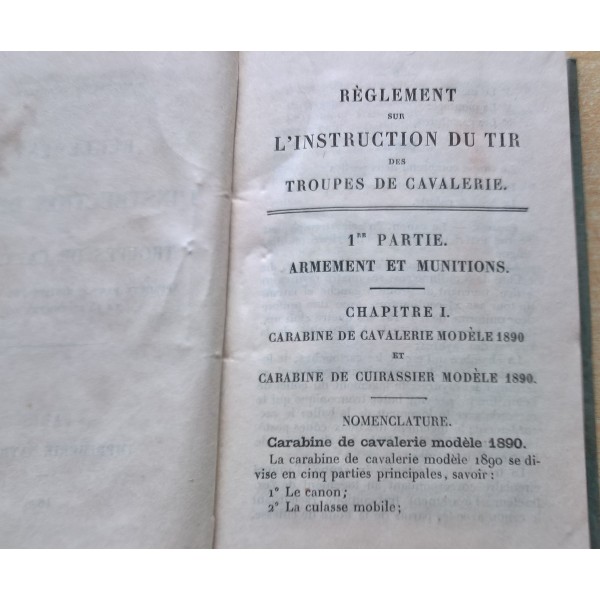 RÈGLEMENT
SUR
L'INSTRUCTION DU TIR
DES
TROUPES DE CAVALERIE.
1RE PARTIE.
ARMEMENT ET MUNITIONS.
CHAPITRE I.
CARABINE DE CAVALERIE MODÈLE 1890
ET
CARABINE DE CUIRASSIER MODÈLE 1890.
NOMENCLATURE.
Carabine de cavalerie modèle 1890.
La carabine de cavalerie modèle 1890 se di-
vise en cinq parties principales, savoir:
1° Le canon;
2° La culasse mobile;